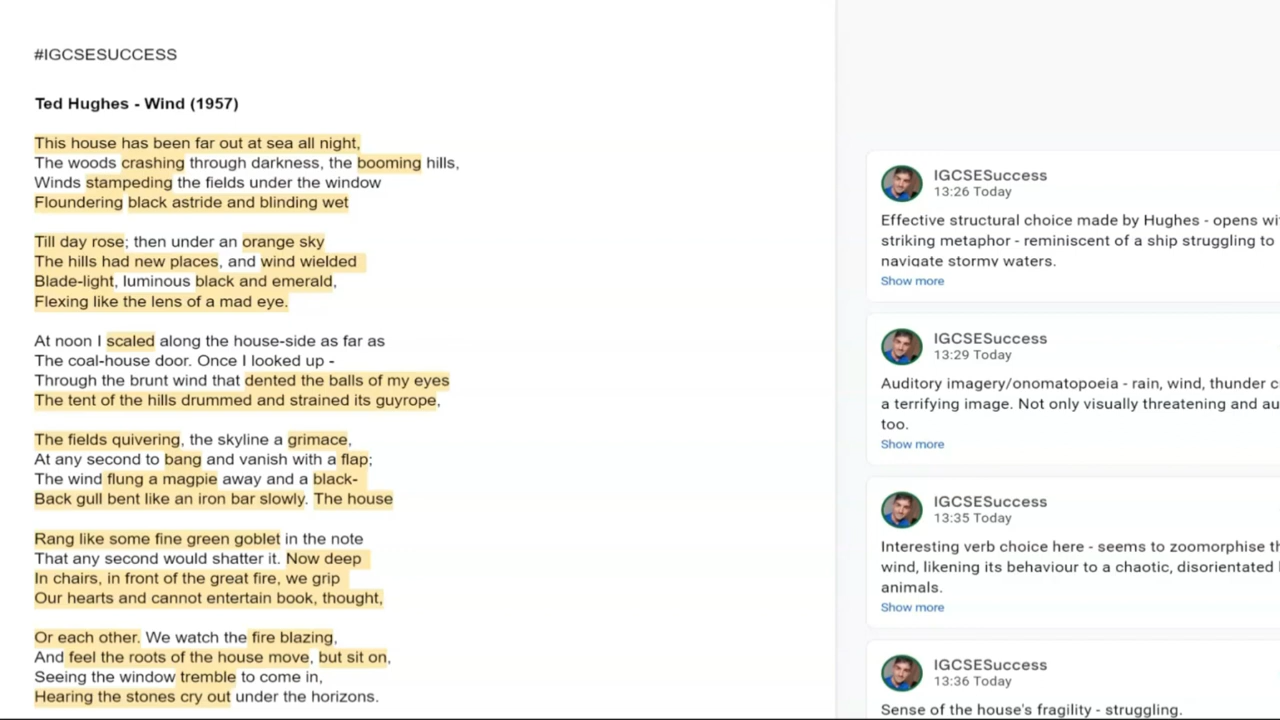 #IGCSESUCCESS
Ted Hughes - Wind (1957)
This house has been far out at sea all night,
The woods crashing through darkness, the booming hills,
Winds stampeding the fields under the window
Floundering black astride and blinding wet
Till day rose; then under an orange sky
The hills had new places, and wind wielded
Blade-light, luminous black and emerald,
Flexing like the lens of a mad eye.
At noon I scaled along the house-side as far as
The coal-house door. Once I looked up -
Through the brunt wind that dented the balls of my eyes
The tent of the hills drummed and strained its guyrope,
The fields quivering, the skyline a grimace,
At any second to bang and vanish with a flap;
The wind flung a magpie away and a black-
Back gull bent like an iron bar slowly. The house
Rang like some fine green goblet in the note
That any second would shatter it. Now deep
In chairs, in front of the great fire, we grip
Our hearts and cannot entertain book, thought,
Or each other. We watch the fire blazing,
And feel the roots of the house move, but sit on,
Seeing the window tremble to come in,
Hearing the stones cry out under the horizons.
IGCSESuccess
13:26 Today
Effective structural choice made by Hughes - opens
striking metaphor - reminiscent of a ship struggling to
navigate stormy waters.
Show more
IGCSESuccess
13:29 Today
Auditory imagery/onomatopoeia - rain, wind, thunder
a terrifying image. Not only visually threatening and
too.
Show more
IGCSESuccess
13:35 Today
Interesting verb choice here - seems to zoomorphise
wind, likening its behaviour to a chaotic, disorientated
animals.
Show more
IGCSESuccess
13:36 Today
Sense of the house's fragility - struggling.